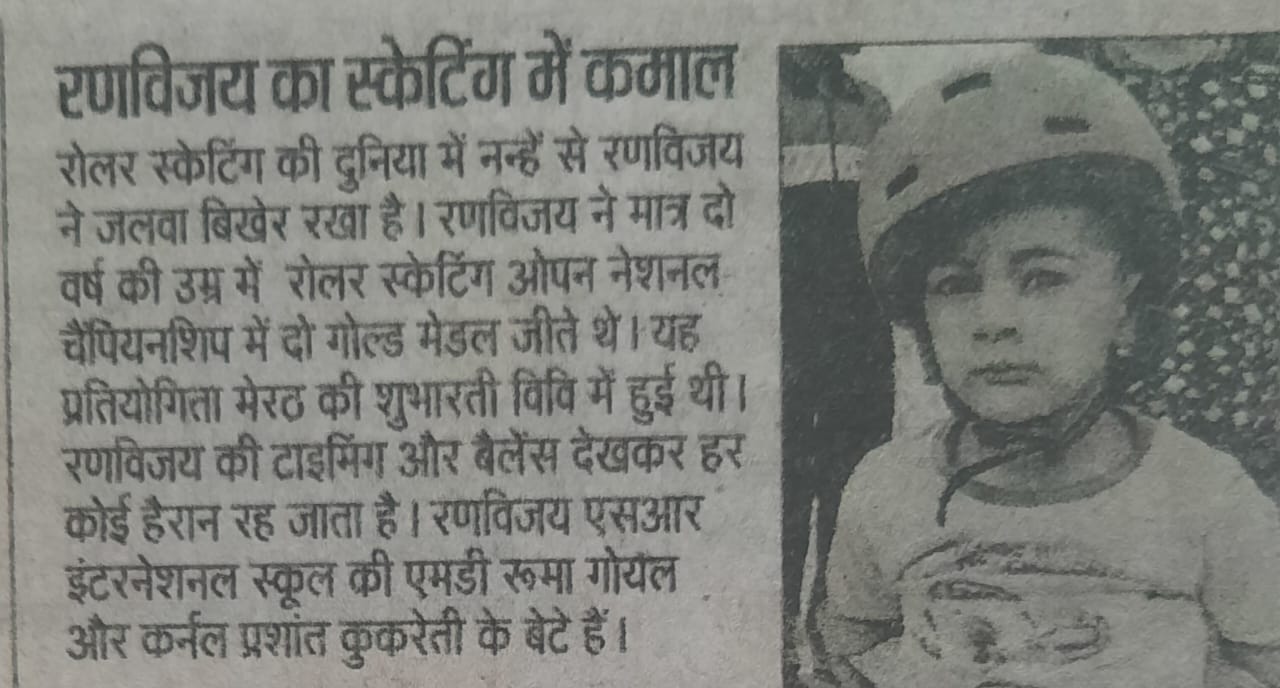 रणविजय का स्केटिंग में कमाल
रोलर स्केटिंग की दुनिया में नन्हें से रणविजय
ने जलवा बिखेर रखा है। रणविजय ने मात्र दो
वर्ष की उम्र में रोलर स्केटिंग ओपन नेशनल
चैंपियनशिप में दो गोल्ड मेडल जीते थे। यह
प्रतियोगिता मेरठ की शुभारती विवि में हुई थी।
रणविजय की टाइमिंग और बैलेंस देखकर हर
कोई हैरान रह जाता है। रणविजय एसआर
इंटरनेशनल स्कूल की एमडी रूमा गोयल
और कर्नल प्रशांत कुकरेती के बेटे हैं।